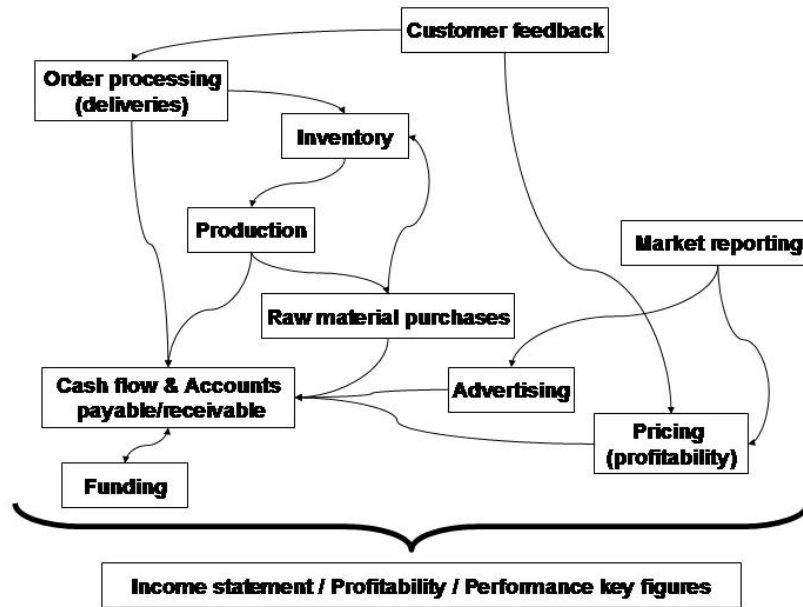 Customer feedback
Order processing
(deliveries)
Inventory
Production
Market reporting
Raw material purchases
Cash flow & Accounts
payable/receivable
Advertising
Pricing
(profitability)
Funding
Income statement / Profitability / Performance key figures